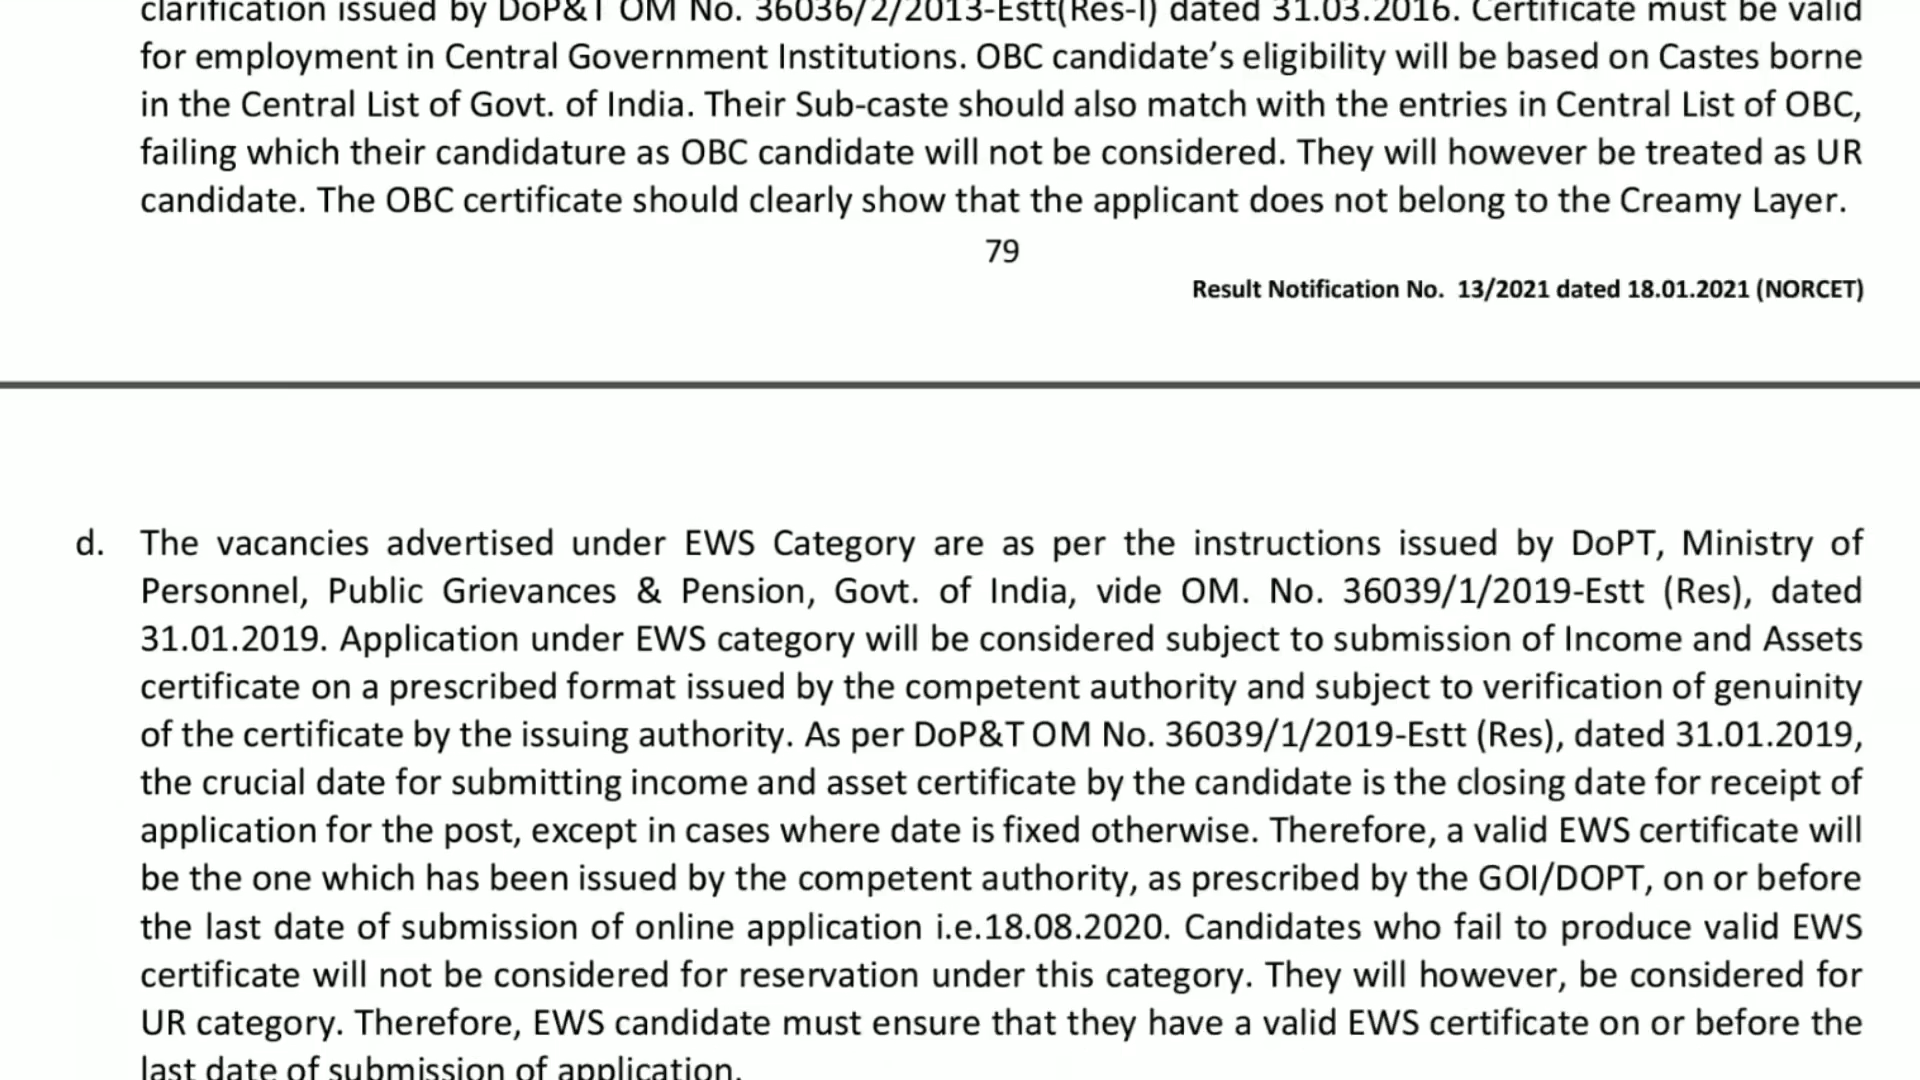 clarification issued by DoP&T OM No. 36036/2/2013-Estt(Res-I) dated 31.03.2016. Certificate must be valid
for employment in Central Government Institutions. OBC candidate’s eligibility will be based on Castes borne
in the Central List of Govt. of India. Their Sub-caste should also match with the entries in Central List of OBC,
failing which their candidature as OBC candidate will not be considered. They will however be treated as UR
candidate. The OBC certificate should clearly show that the applicant does not belong to the Creamy Layer.
79
Result Notification No. 13/2021 dated 18.01.2021 (NORCET)
d. The vacancies advertised under EWS Category are as per the instructions issued by DoPT, Ministry of
Personnel, Public Grievances & Pension, Govt. of India, vide OM. No. 36039/1/2019-Estt (Res), dated
31.01.2019. Application under EWS category will be considered subject to submission of Income and Assets
certificate on a prescribed format issued by the competent authority and subject to verification of genuinity
of the certificate by the issuing authority. As per DoP&T OM No. 36039/1/2019-Estt (Res), dated 31.01.2019,
the crucial date for submitting income and asset certificate by the candidate is the closing date for receipt of
application for the post, except in cases where date is fixed otherwise. Therefore, a valid EWS certificate will
be the one which has been issued by the competent authority, as prescribed by the GOI/DOPT, on or before
the last date of submission of online application i.e.18.08.2020. Candidates who fail to produce valid EWS
certificate will not be considered for reservation under this category. They will however, be considered for
UR category. Therefore, EWS candidate must ensure that they have a valid EWS certificate on or before the
last date of submission of application.